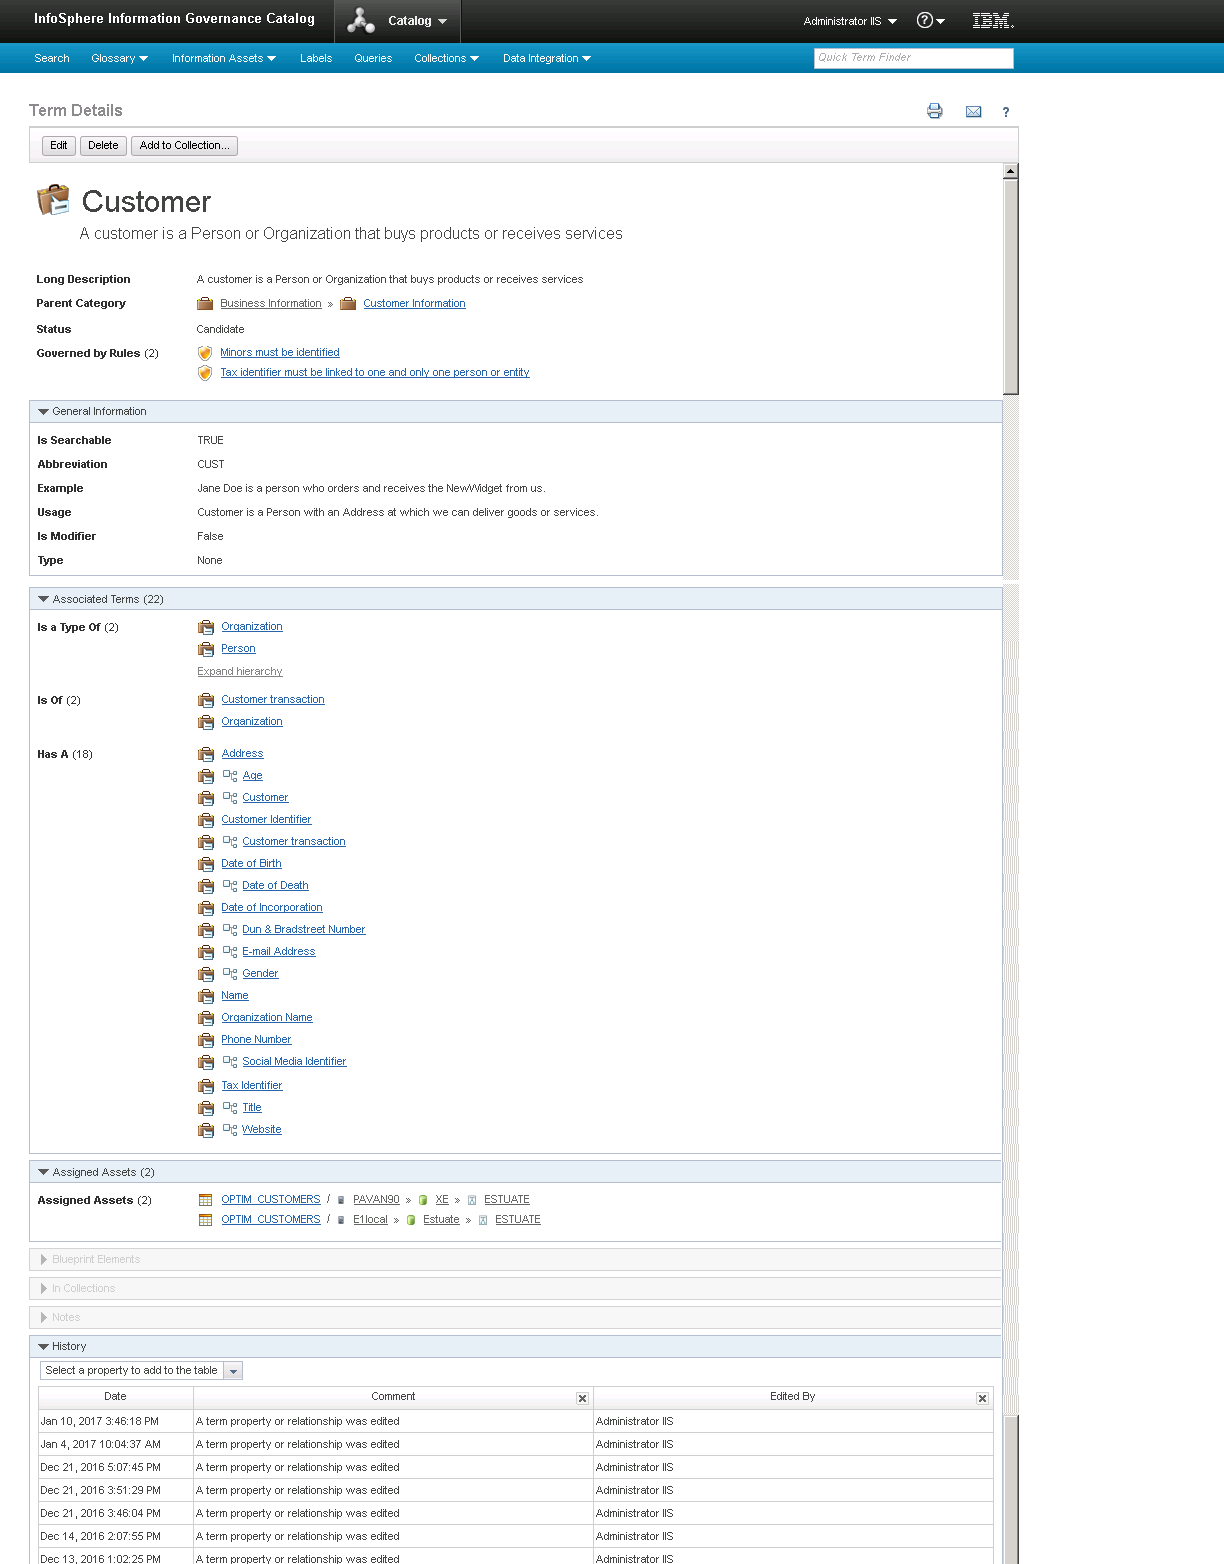 InfoSphere Information Governance Catalog
Catalog
Administrator IIS
?
IBM.
Search Glossary Information Assets Labels Queries Collections Data Integration
Quick Term Finder
Term Details
?
Edit Delete Add to Collection...
Customer
A customer is a Person or Organization that buys products or receives services
Long Description A customer is a Person or Organization that buys products or receives services
Parent Category Business Information » Customer Information
Status Candidate
Governed by Rules (2) Minors must be identified
Tax identifier must be linked to one and only one person or entity
General Information
Is Searchable TRUE
Abbreviation CUST
Example Jane Doe is a person who orders and receives the NewWidget from us.
Usage Customer is a Person with an Address at which we can deliver goods or services.
Is Modifier False
Type None
Associated Terms (22)
Is a Type Of (2) Organization
Person
Expand hierarchy
Is Of (2) Customer transaction
Organization
Has A (18) Address
Age
Customer
Customer Identifier
Customer transaction
Date of Birth
Date of Death
Date of Incorporation
Dun & Bradstreet Number
E-mail Address
Gender
Name
Organization Name
Phone Number
Social Media Identifier
Tax Identifier
Title
Website
Assigned Assets (2)
Assigned Assets (2) OPTIM_CUSTOMERS / PAVAN90 » XE » ESTUATE
OPTIM_CUSTOMERS / E1local » Estuate » ESTUATE
Blueprint Elements
In Collections
Notes
History
Select a property to add to the table
Date Comment Edited By
Jan 10, 2017 3:46:18 PM A term property or relationship was edited Administrator IIS
Jan 4, 2017 10:04:37 AM A term property or relationship was edited Administrator IIS
Dec 21, 2016 5:07:45 PM A term property or relationship was edited Administrator IIS
Dec 21, 2016 3:51:29 PM A term property or relationship was edited Administrator IIS
Dec 21, 2016 3:46:04 PM A term property or relationship was edited Administrator IIS
Dec 14, 2016 2:07:55 PM A term property or relationship was edited Administrator IIS
Dec 13, 2016 1:02:25 PM A term property or relationship was edited Administrator IIS